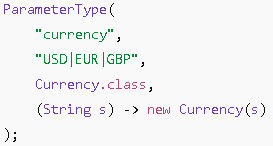 ParameterType(
    "currency",
    "USD|EUR|GBP",
    Currency.class,
    (String s) -> new Currency(s)
);